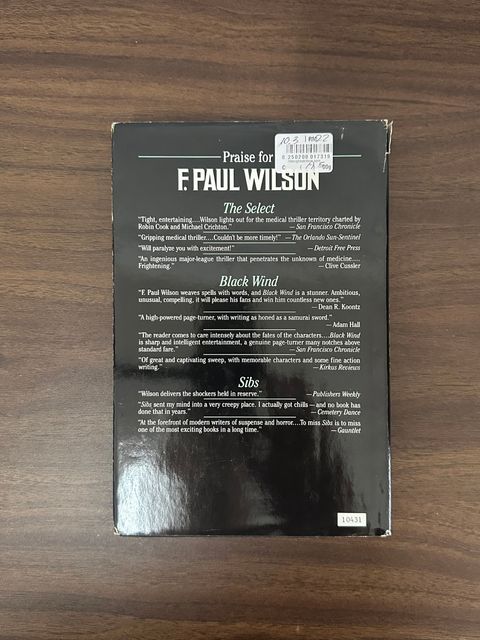 Praise for
F. PAUL WILSON
The Select
"Tight, entertaining....Wilson lights out for the medical thriller territory charted by
Robin Cook and Michael Crichton."
— San Francisco Chronicle
"Gripping medical thriller....Couldn't be more timely!" — The Orlando Sun-Sentinel
"Will paralyze you with excitement!"
— Detroit Free Press
"An ingenious major-league thriller that penetrates the unknown of medicine....
Frightening."
— Clive Cussler
Black Wind
"F. Paul Wilson weaves spells with words, and Black Wind is a stunner. Ambitious,
unusual, compelling, it will please his fans and win him countless new ones."
— Dean R. Koontz
"A high-powered page-turner, with writing as honed as a samurai sword."
— Adam Hall
"The reader comes to care intensely about the fates of the characters....Black Wind
is sharp and intelligent entertainment, a genuine page-turner many notches above
standard fare."
— San Francisco Chronicle
"Of great and captivating sweep, with memorable characters and some fine action
writing."
— Kirkus Reviews
Sibs
"Wilson delivers the shockers held in reserve."
— Publishers Weekly
"Sibs sent my mind into a very creepy place. I actually got chills — and no book has
done that in years."
— Cemetery Dance
"At the forefront of modern writers of suspense and horror....To miss Sibs is to miss
one of the most exciting books in a long time."
— Gauntlet
10431